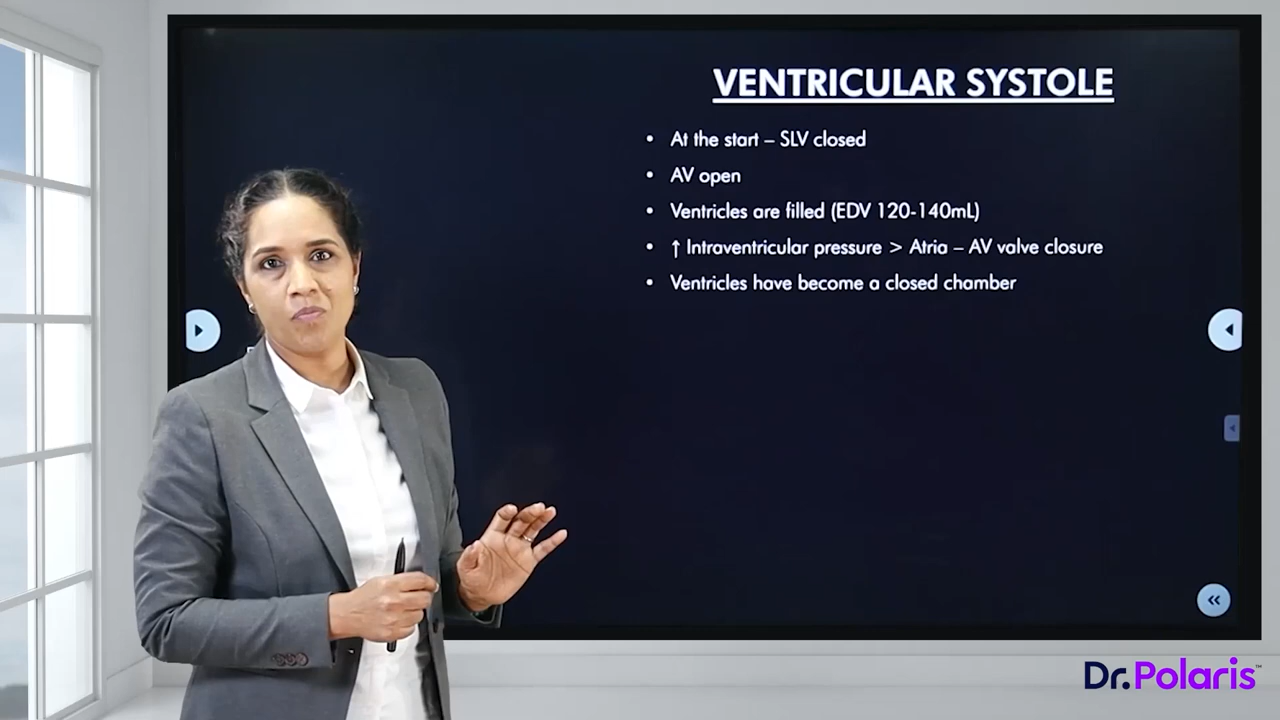 VENTRICULAR SYSTOLE
• At the start – SLV closed
• AV open
• Ventricles are filled (EDV 120-140mL)
• ↑ Intraventricular pressure > Atria – AV valve closure
• Ventricles have become a closed chamber
Dr.Polaris™